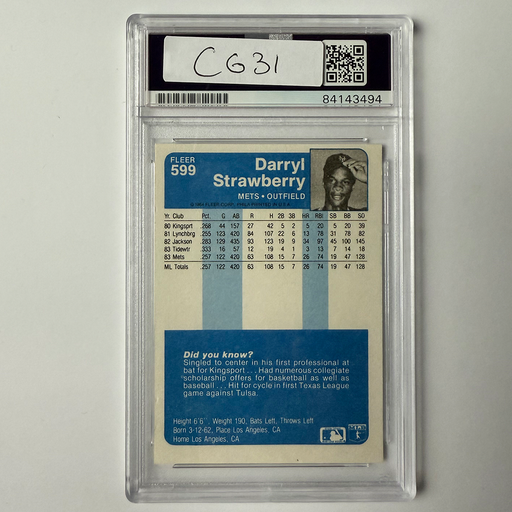 CG31
84143494
FLEER
599
Darryl
Strawberry
METS • OUTFIELD
Yr. Club Pct. G AB R H 2B 3B HR RBI SB BB SO
80 Kingsprt .268 44 157 27 42 5 2 5 20 5 20 39
81 Lynchbrg .255 123 420 84 107 22 6 13 78 31 78 82
82 Jackson .283 129 435 93 123 19 9 34 97 45 100 145
83 Tidewtr .333 16 57 12 19 4 1 3 13 7 14 18
83 Mets .257 122 420 63 108 15 7 26 74 19 47 128
ML Totals .257 122 420 63 108 15 7 26 74 19 47 128
Did you know?
Singled to center in his first professional at
bat for Kingsport . . . Had numerous collegiate
scholarship offers for basketball as well as
baseball . . . Hit for cycle in first Texas League
game against Tulsa.
Height 6'6", Weight 190, Bats Left, Throws Left
Born 3-12-62, Place Los Angeles, CA
Home Los Angeles, CA